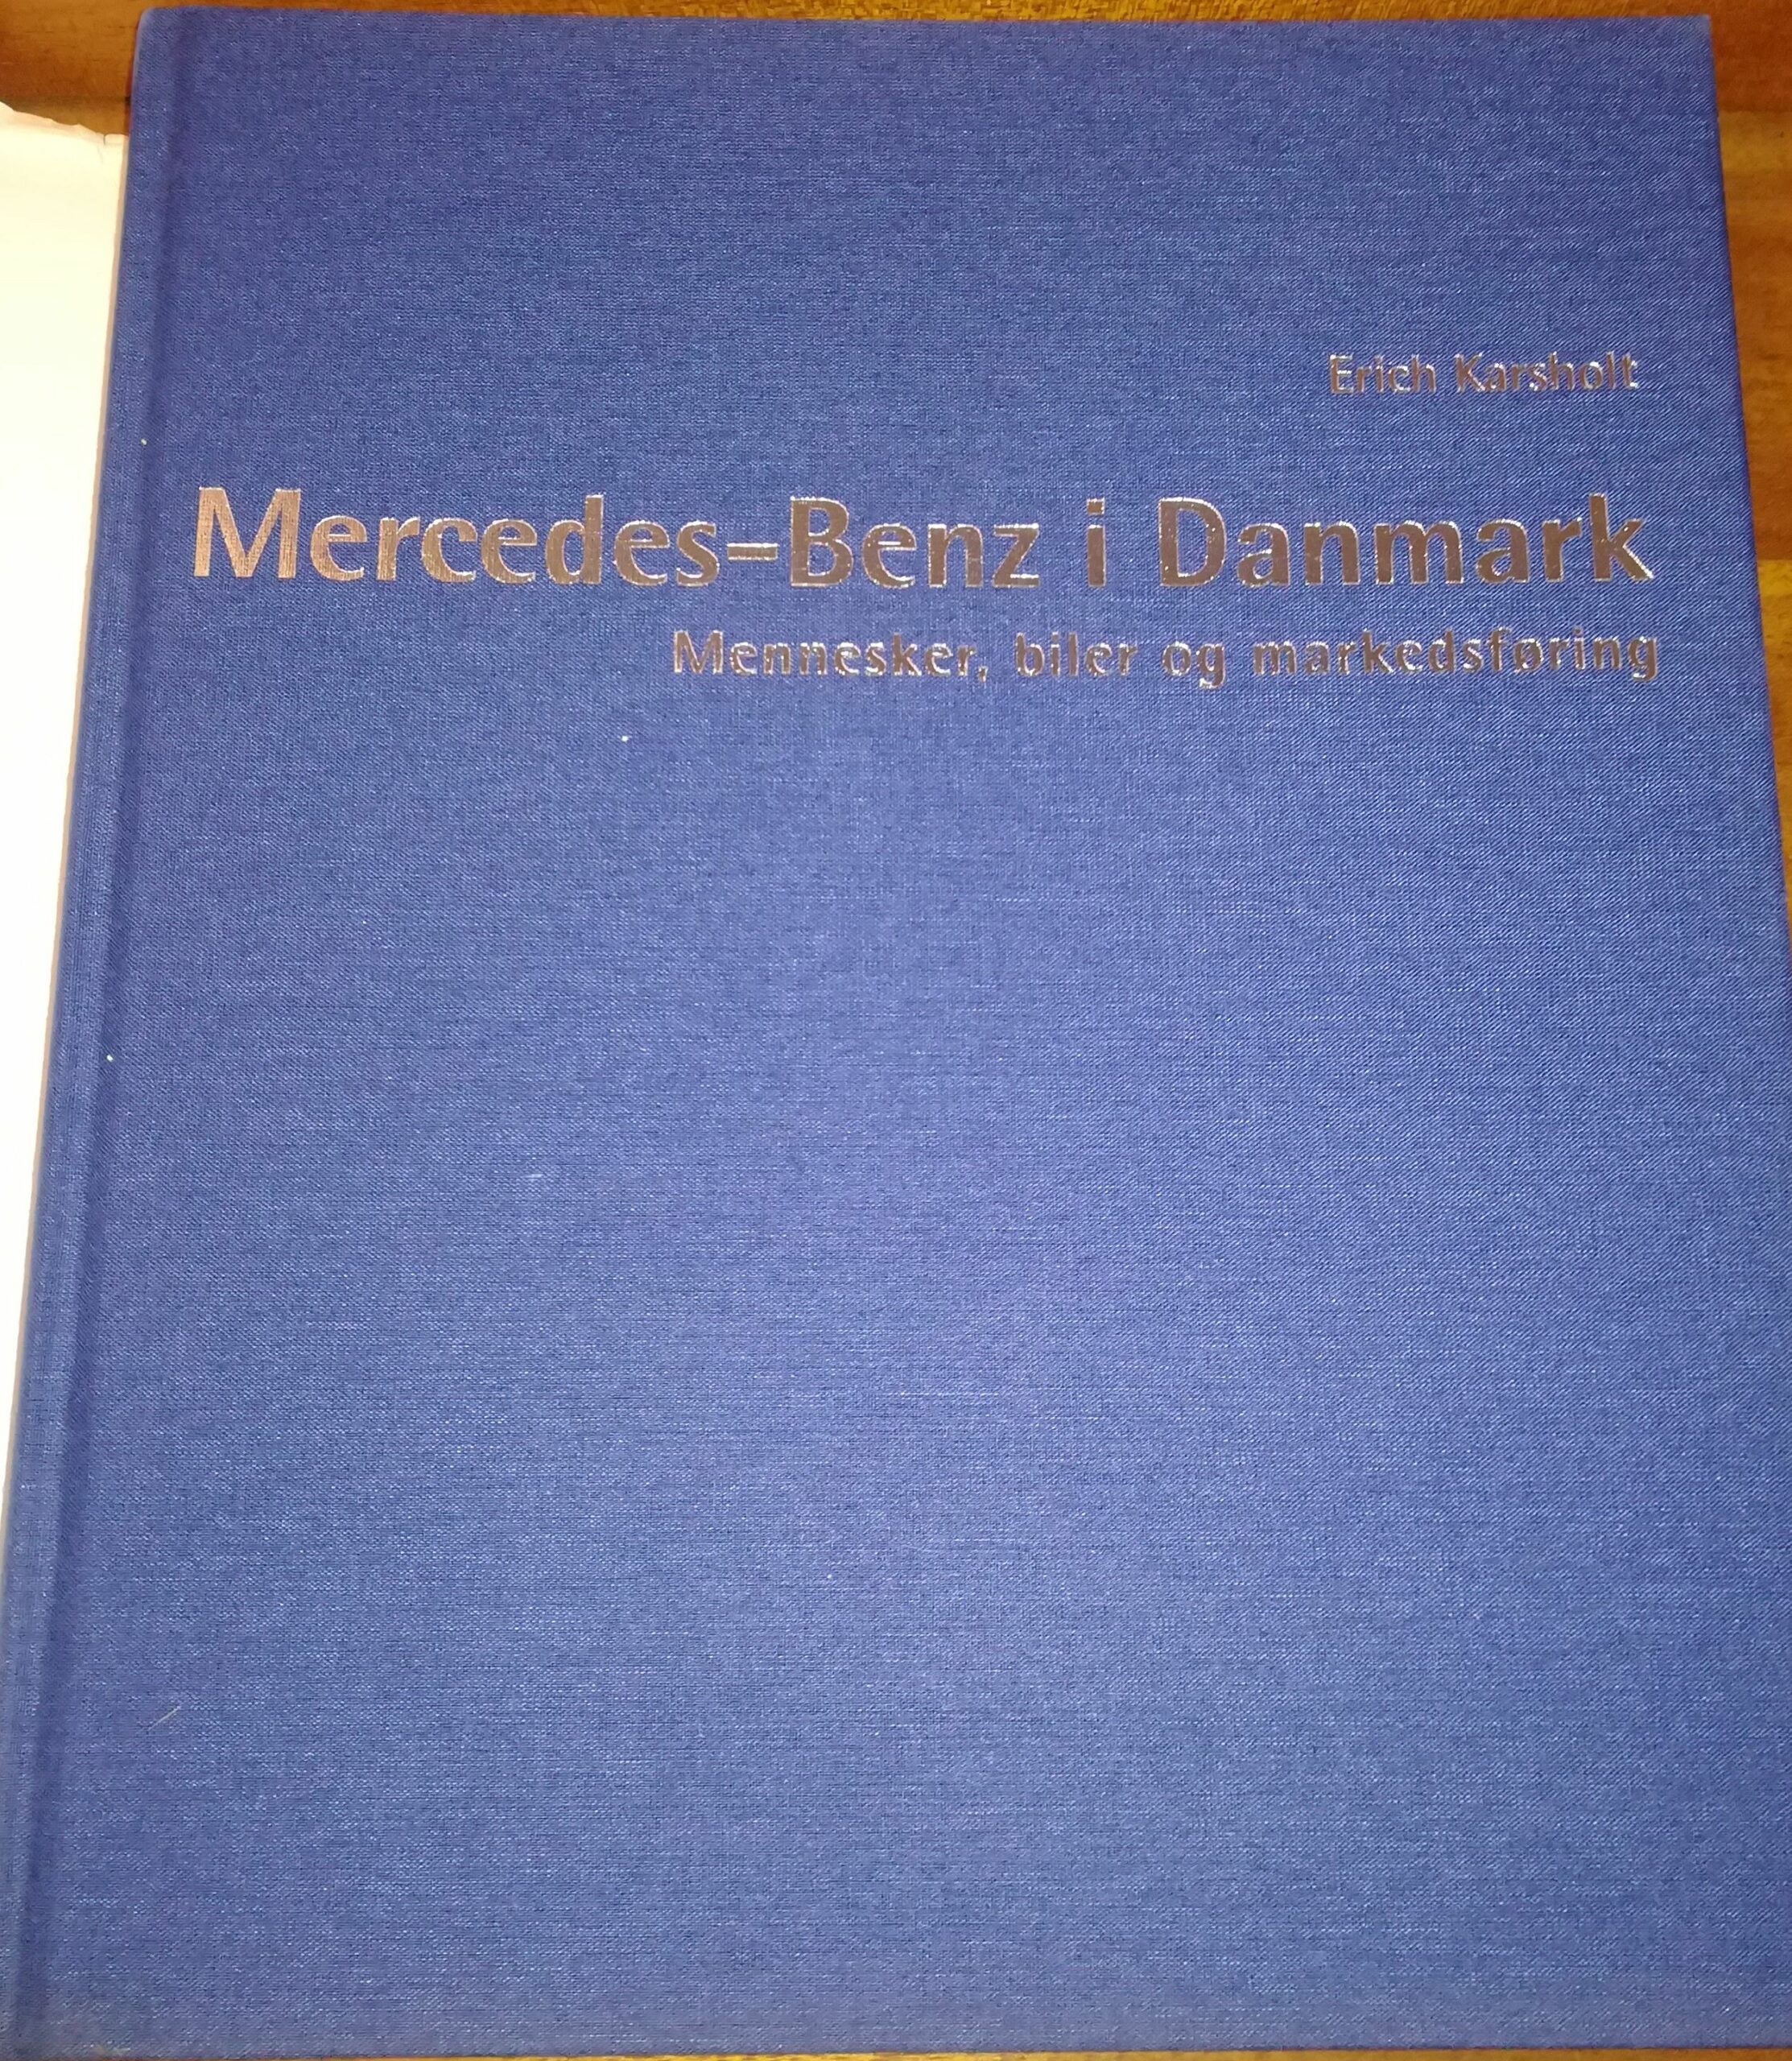 Erich Karsholt
Mercedes-Benz i Danmark
Mennesker, biler og markedsføring